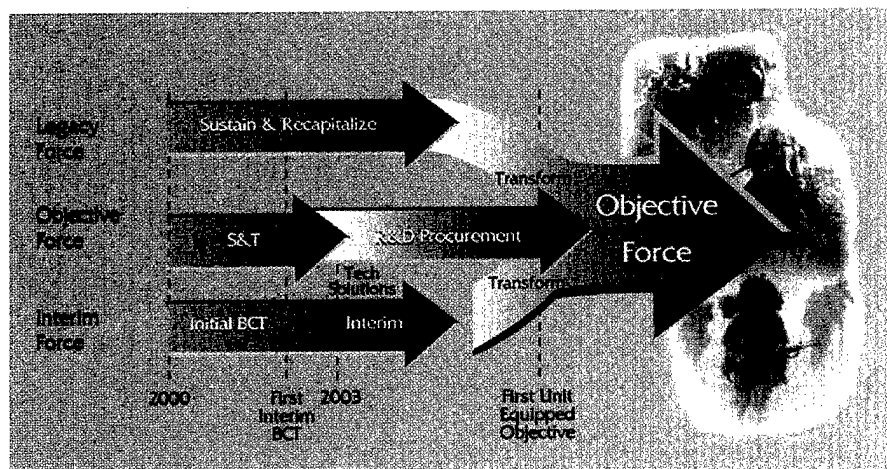 Legacy
Force
Sustain & Recapitalize
Transform
Objective
Force
S&T
R&D Procurement
Objective
Force
Tech
Solutions
Transform
Interim
Force
Initial BCT
Interim
2000
First
Interim
BCT
2003
First Unit
Equipped
Objective